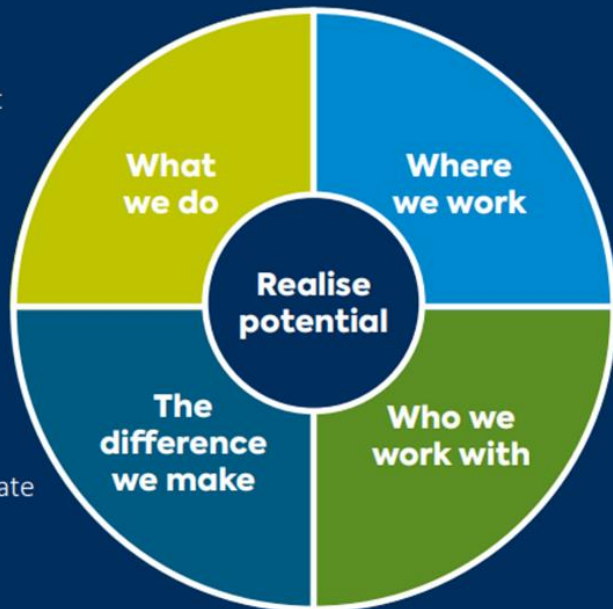 What
we do
Where
we work
Realise
potential
The
difference
we make
Who we
work with